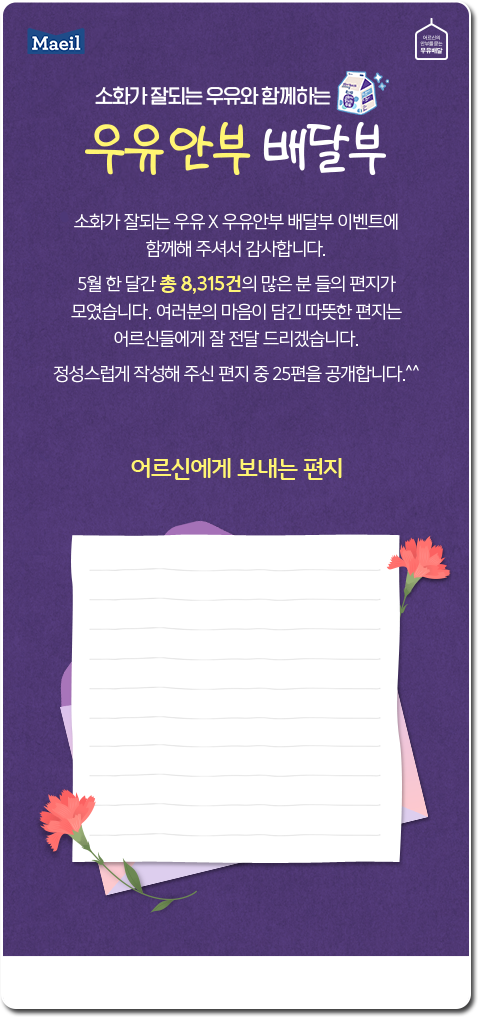 Maeil
어르신의
안부를 묻는
우유배달
소화가 잘되는 우유와 함께하는
우유안부 배달부
소화가 잘되는 우유 X 우유안부 배달부 이벤트에
함께해 주셔서 감사합니다.
5월 한 달간 총 8,315건의 많은 분 들의 편지가
모였습니다. 여러분의 마음이 담긴 따뜻한 편지는
어르신들에게 잘 전달 드리겠습니다.
정성스럽게 작성해 주신 편지 중 25편을 공개합니다.^^
어르신에게 보내는 편지